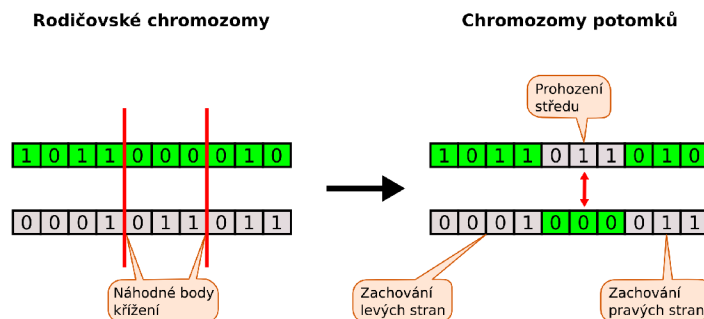 Rodičovské chromozomy
Chromozomy potomků
Prohození
středu
1 0 1 1 0 0 0 0 1 0
1 0 1 1 0 1 1 0 1 0
0 0 0 1 0 1 1 0 1 1
0 0 0 1 0 0 0 0 1 1
Náhodné body
křížení
Zachování
levých stran
Zachování
pravých stran